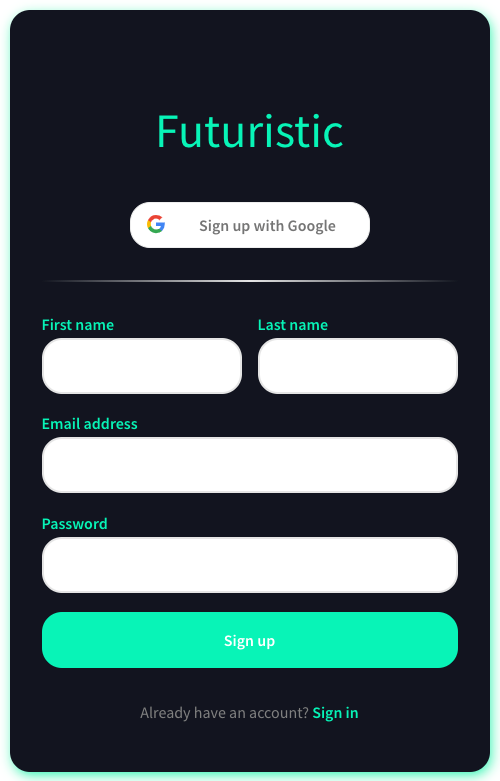 Futuristic
Sign up with Google
First name
Last name
Email address
Password
Sign up
Already have an account? Sign in